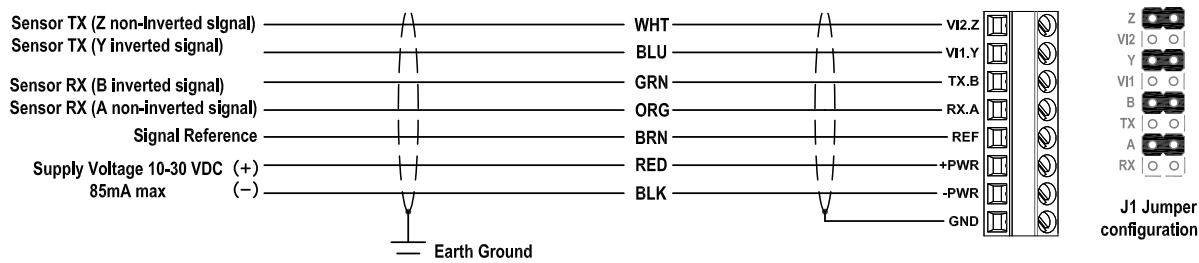 Sensor TX (Z non-inverted signal) WHT VI2.Z
Sensor TX (Y inverted signal) BLU VI1.Y
Sensor RX (B inverted signal) GRN TX.B
Sensor RX (A non-inverted signal) ORG RX.A
Signal Reference BRN REF
Supply Voltage 10-30 VDC (+) RED +PWR
85mA max (−) BLK -PWR
GND
Earth Ground
Z
VI2
Y
VI1
B
TX
A
RX
J1 Jumper
configuration